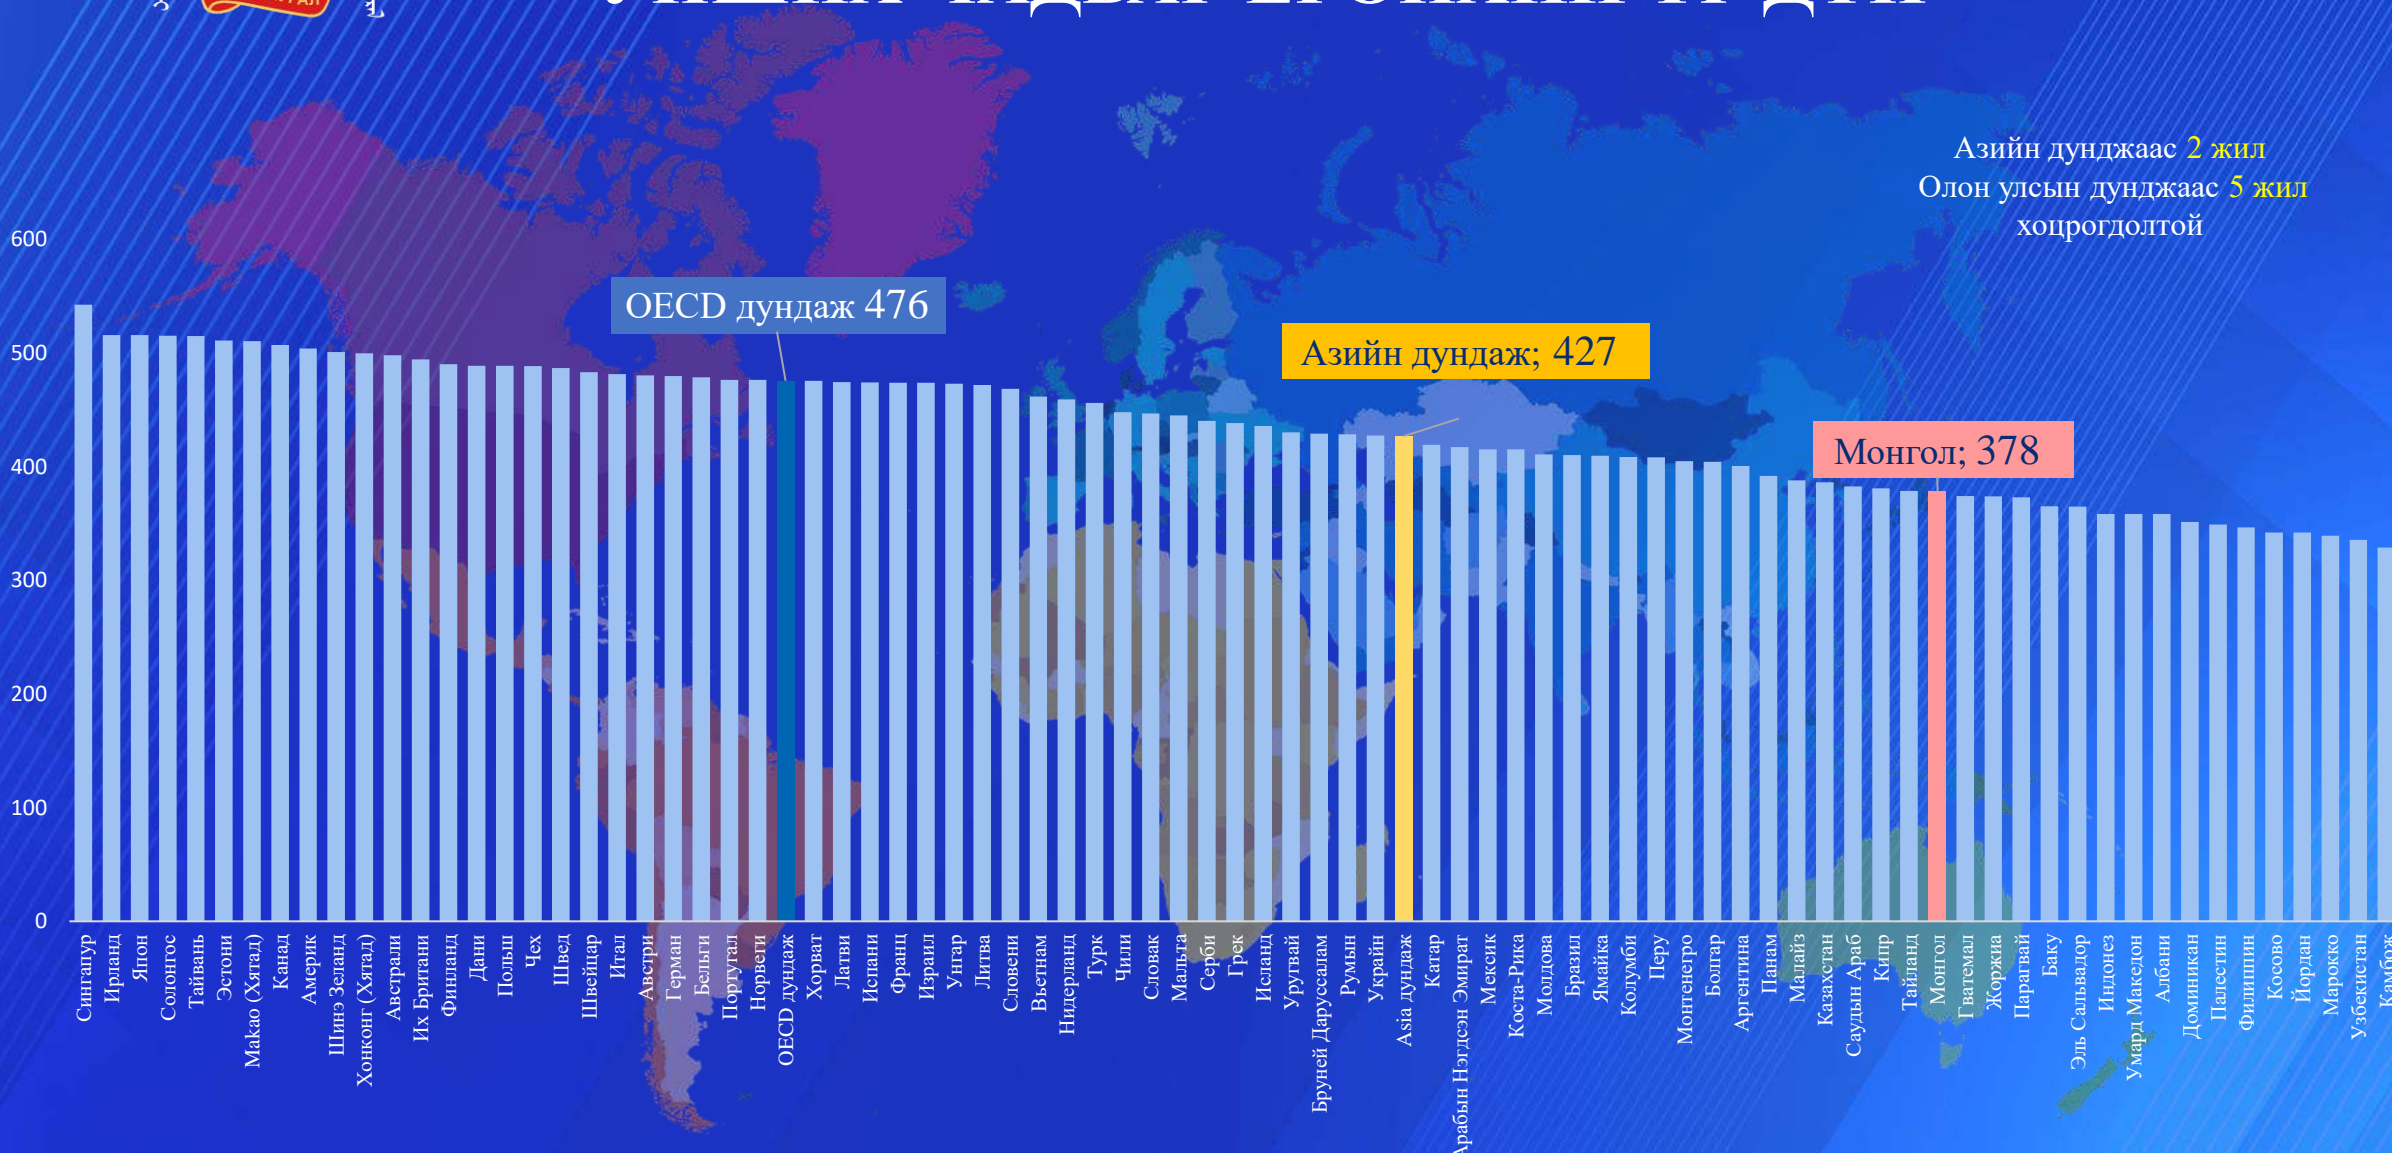 Азийн дунджаас 2 жил
Олон улсын дунджаас 5 жил
хоцрогдолтой
OECD дундаж 476
Азийн дундаж; 427
Монгол; 378
600
500
400
300
200
100
0
Сингапур
Ирланд
Япон
Солонгос
Тайвань
Эстони
Makao (Хятад)
Канад
Америк
Шинэ Зеланд
Хонконг (Хятад)
Австрали
Их Британи
Финланд
Дани
Польш
Чех
Швед
Швейцар
Итал
Австри
Герман
Бельги
Португал
Норвеги
OECD дундаж
Хорват
Латви
Испани
Франц
Израил
Унгар
Литва
Словени
Вьетнам
Нидерланд
Турк
Чили
Словак
Мальта
Серби
Грек
Исланд
Уругвай
Бруней Даруссалам
Румын
Украйн
Asia дундаж
Катар
Арабын Нэгдсэн Эмират
Мексик
Коста-Рика
Молдова
Бразил
Ямайка
Колумби
Перу
Монтенегро
Болгар
Аргентина
Панам
Малайз
Казахстан
Саудын Араб
Кипр
Тайланд
Монгол
Гватемал
Жоржиа
Парагвай
Баку
Эль Сальвадор
Индонез
Умард Македон
Албани
Доминикан
Палестин
Филиппин
Косово
Йордан
Марокко
Узбекистан
Камбож